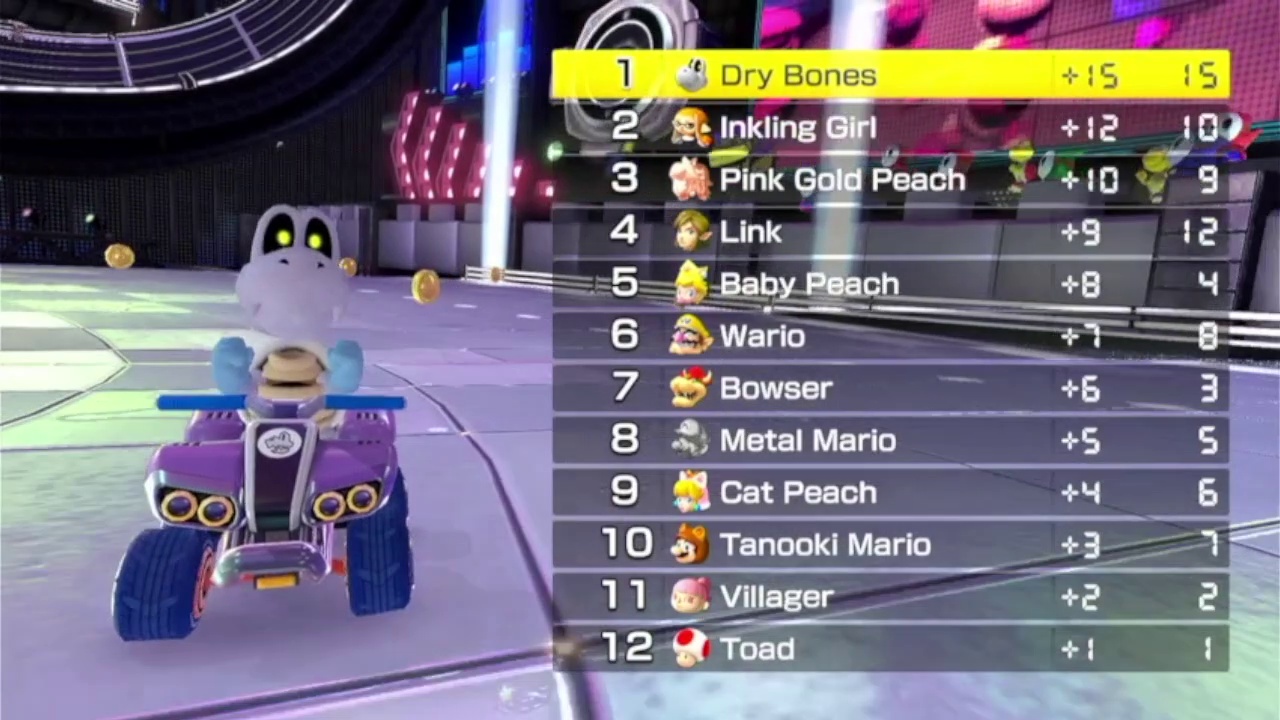 1 Dry Bones +15 15
2 Inkling Girl +12 10
3 Pink Gold Peach +10 9
4 Link +9 12
5 Baby Peach +8 4
6 Wario +7 8
7 Bowser +6 3
8 Metal Mario +5 5
9 Cat Peach +4 6
10 Tanooki Mario +3 7
11 Villager +2 2
12 Toad +1 1